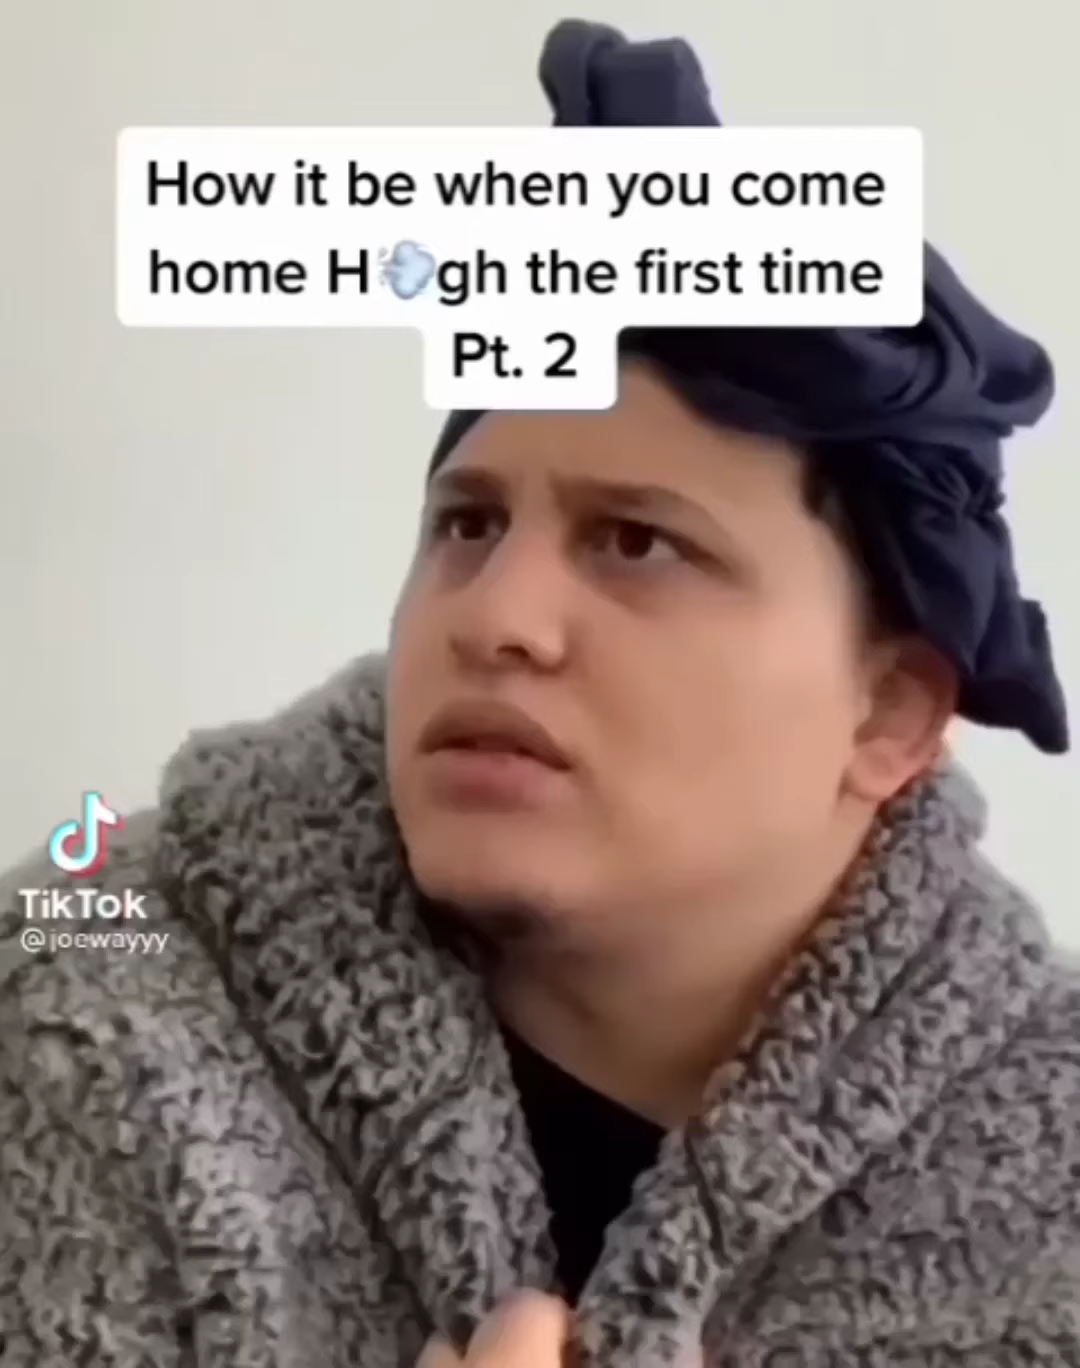 How it be when you come
home H💨gh the first time
Pt. 2
TikTok
@joewayyy